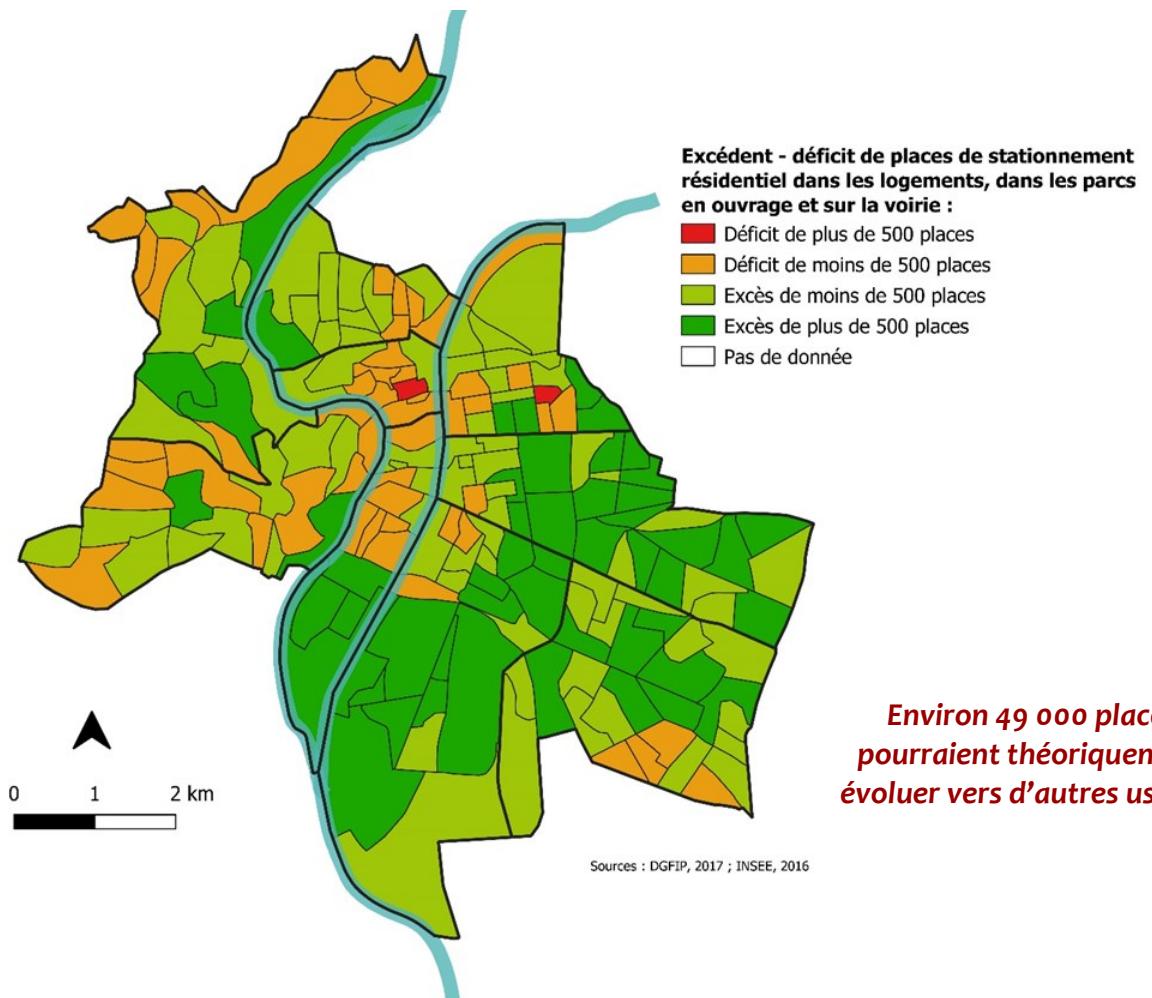 Excédent - déficit de places de stationnement
résidentiel dans les logements, dans les parcs
en ouvrage et sur la voirie :
Déficit de plus de 500 places
Déficit de moins de 500 places
Excès de moins de 500 places
Excès de plus de 500 places
Pas de donnée
Environ 49 000
pourraient
évoluer vers d'autres
0 1 2 km
Sources : DGFIP, 2017 ; INSEE, 2016